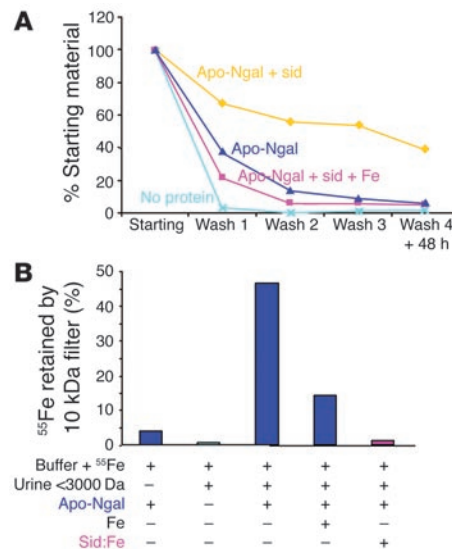 A
% Starting material
120
100
80
60
40
20
0
Apo-Ngal + sid
Apo-Ngal
Apo-Ngal + sid + Fe
No protein
Starting Wash 1 Wash 2 Wash 3 Wash 4
+ 48 h
B
⁵⁵Fe retained by
10 kDa filter (%)
50
40
30
20
10
0
Buffer + ⁵⁵Fe + + + + +
Urine <3000 Da – + + + +
Apo-Ngal + – + + +
Fe – – – + –
Sid:Fe – – – – +